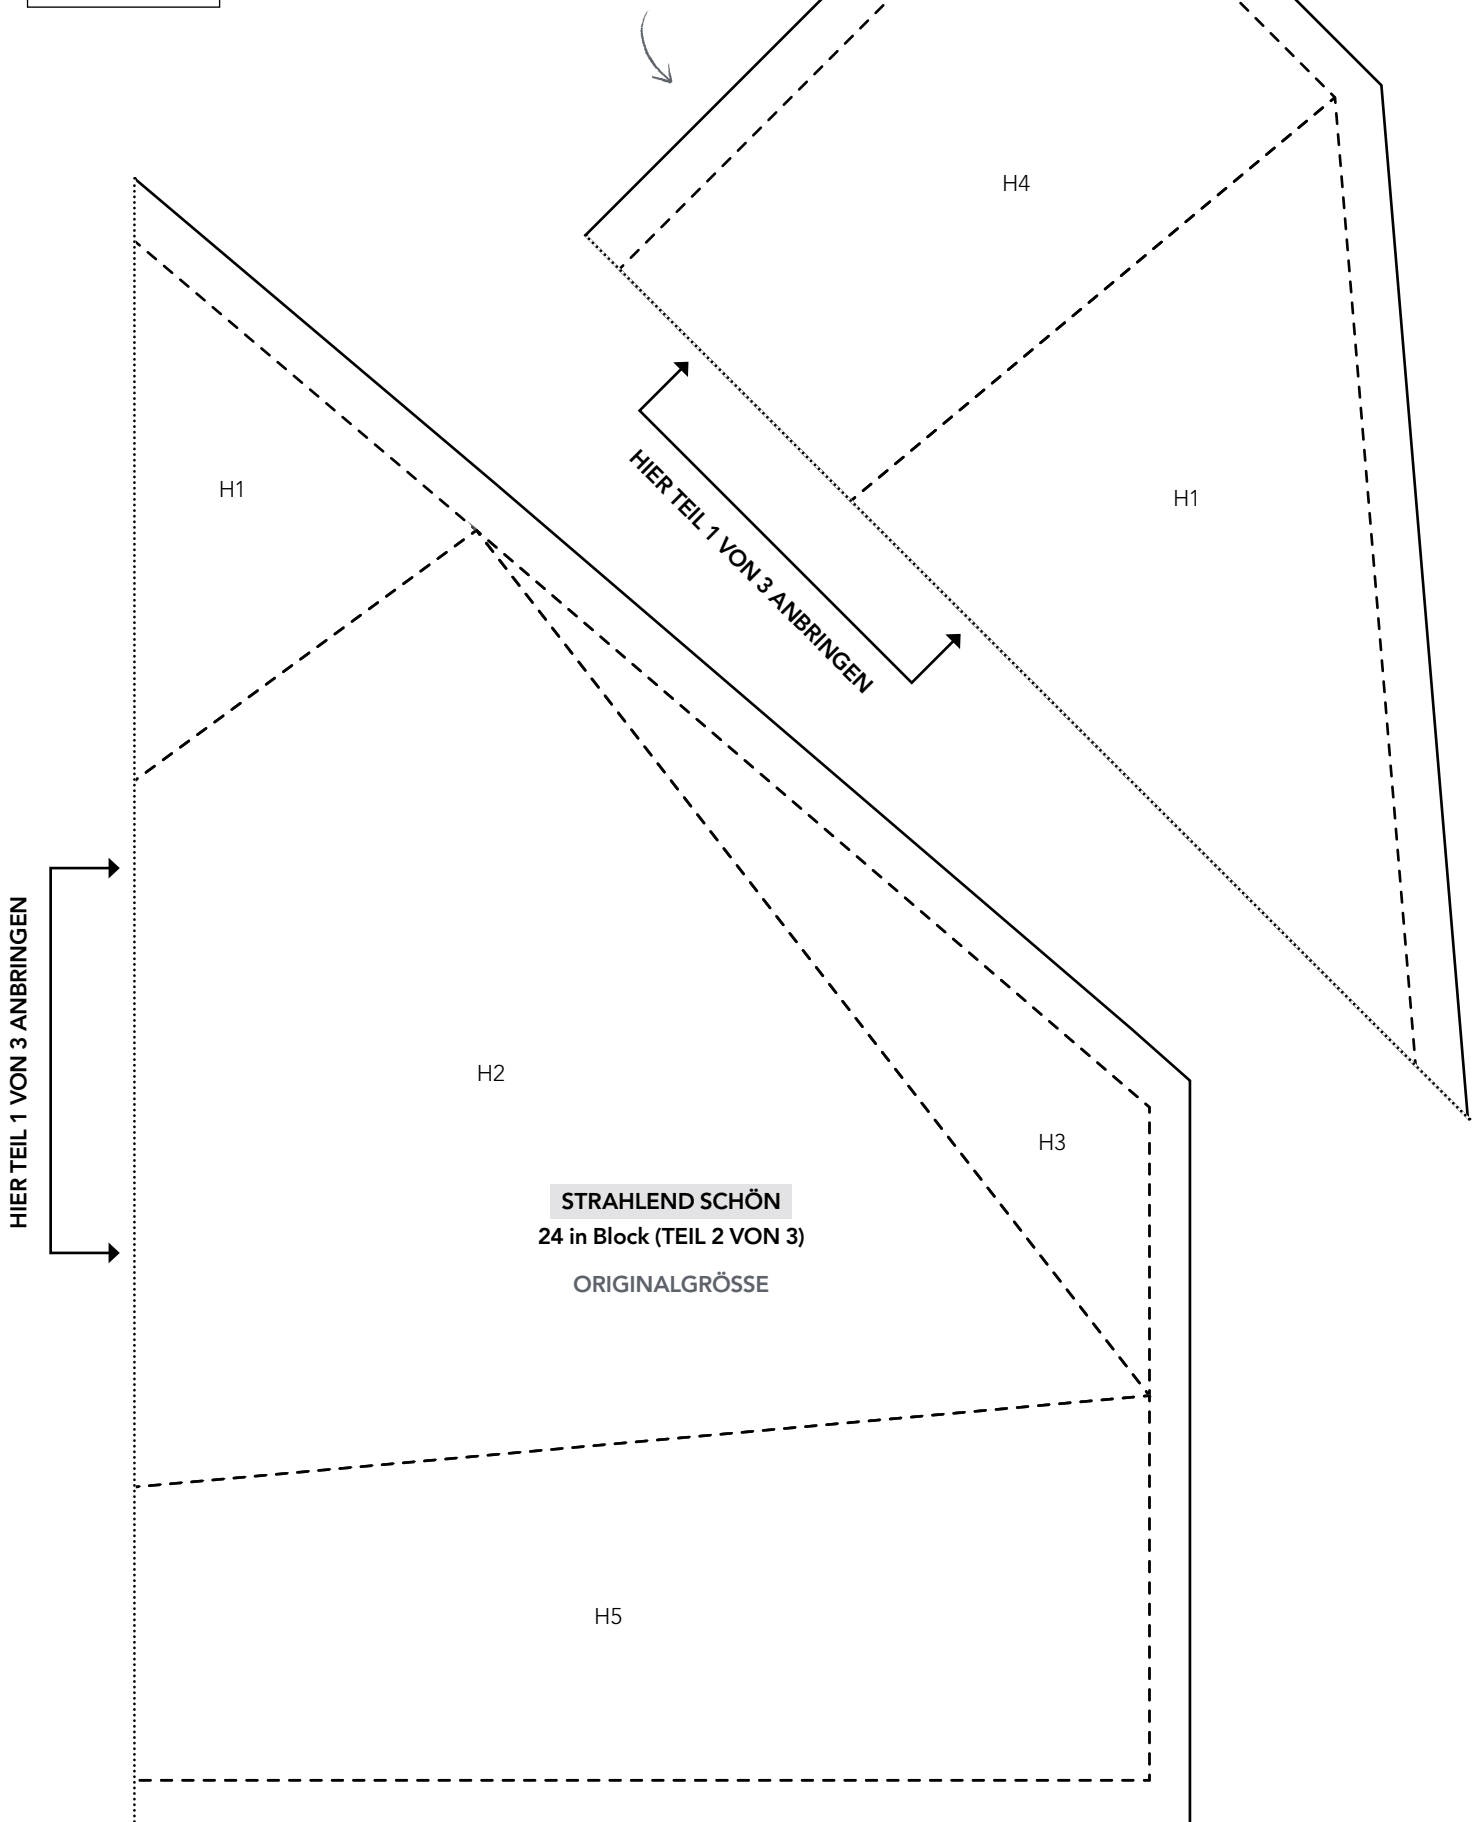 H4
H1
H1
HIER TEIL 1 VON 3 ANBRINGEN
HIER TEIL 1 VON 3 ANBRINGEN
H2
H3
STRAHLEND SCHÖN
24 in Block (TEIL 2 VON 3)
ORIGINALGRÖSSE
H5